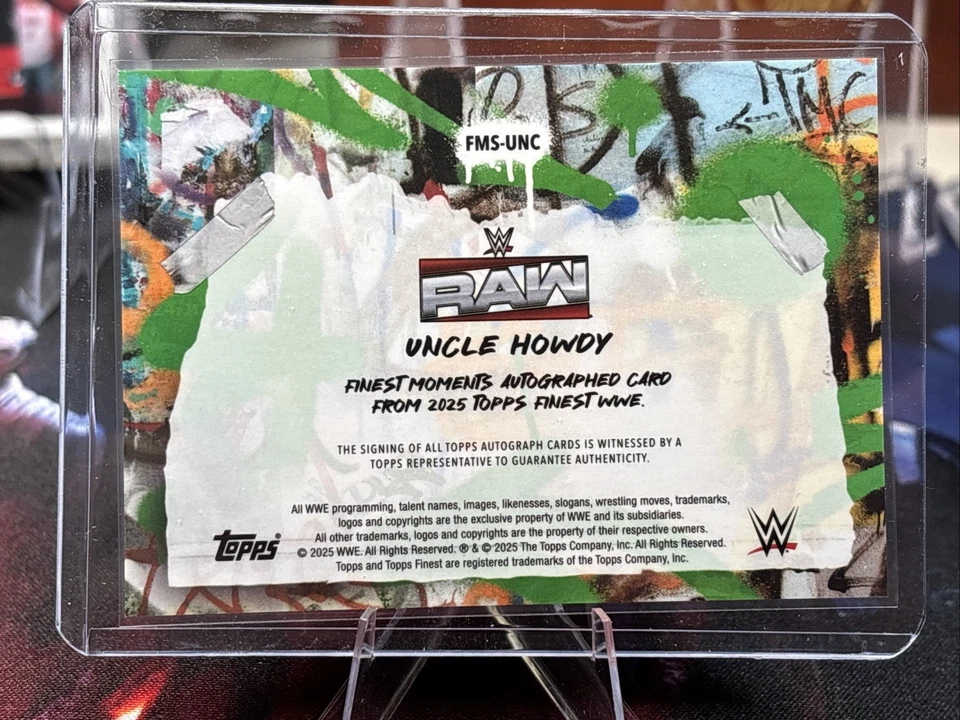 TMC
FMS-UNC
W
RAW
UNCLE HOWDY
FINEST MOMENTS AUTOGRAPHED CARD
FROM 2025 TOPPS FINEST WWE.
THE SIGNING OF ALL TOPPS AUTOGRAPH CARDS IS WITNESSED BY A
TOPPS REPRESENTATIVE TO GUARANTEE AUTHENTICITY.
All WWE programming, talent names, images, likenesses, slogans, wrestling moves, trademarks,
logos and copyrights are the exclusive property of WWE and its subsidiaries.
All other trademarks, logos and copyrights are the property of their respective owners.
© 2025 WWE. All Rights Reserved. ® & © 2025 The Topps Company, Inc. All Rights Reserved.
Topps and Topps Finest are registered trademarks of the Topps Company, Inc.
topps
W